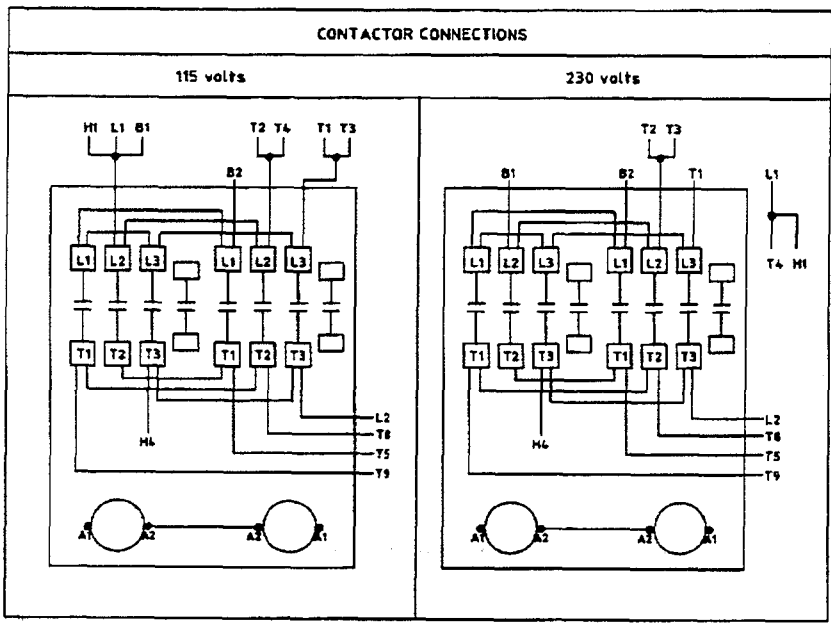 CONTACTOR CONNECTIONS
115 volts 230 volts
H1 L1 B1 T2 T4 T1 T3
B2
L1 L2 L3 L1 L2 L3
T1 T2 T3 T1 T2 T3
H4
L2
T8
T5
T9
A1 A2 A2 A1
T2 T3
B1 B2 T1 L1
T4 H1
L1 L2 L3 L1 L2 L3
T1 T2 T3 T1 T2 T3
H4
L2
T8
T5
T9
A1 A2 A2 A1